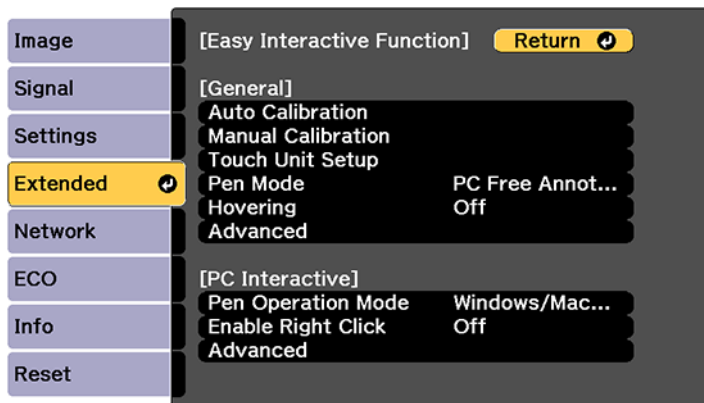 Image
Signal
Settings
Extended
Network
ECO
Info
Reset
[Easy Interactive Function] Return
[General]
Auto Calibration
Manual Calibration
Touch Unit Setup
Pen Mode PC Free Annot...
Hovering Off
Advanced
[PC Interactive]
Pen Operation Mode Windows/Mac...
Enable Right Click Off
Advanced